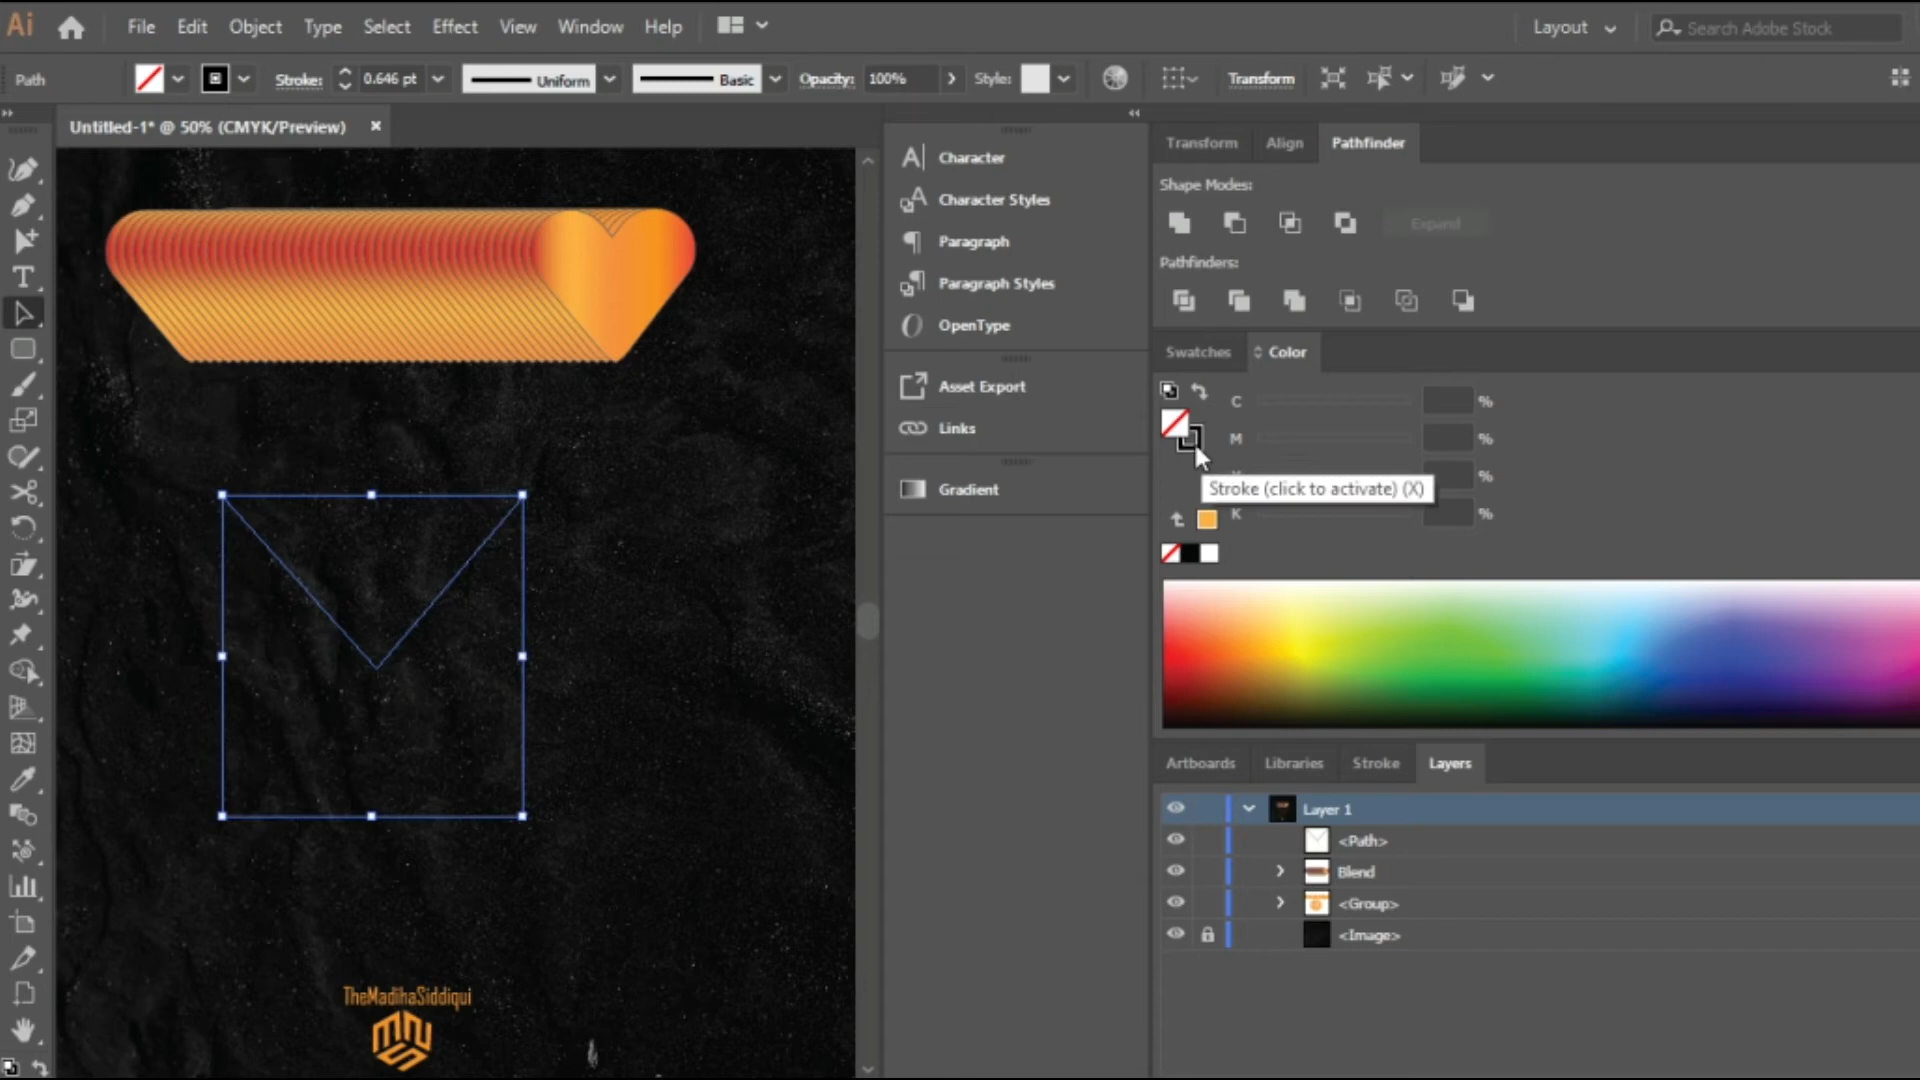 Ai File Edit Object Type Select Effect View Window Help Layout Search Adobe Stock
Path Stroke: 0.646 pt Uniform Basic Opacity: 100% Style: Transform
Untitled-1* @ 50% (CMYK/Preview) ×
Transform Align Pathfinder
Character
Character Styles
Paragraph
Paragraph Styles
OpenType
Asset Export
Links
Gradient
Shape Modes:
Expand
Pathfinders:
Swatches Color
C %
M %
%
Stroke (click to activate) (X)
K %
Artboards Libraries Stroke Layers
Layer 1
<Path>
Blend
<Group>
<Image>
TheMadihaSiddiqui